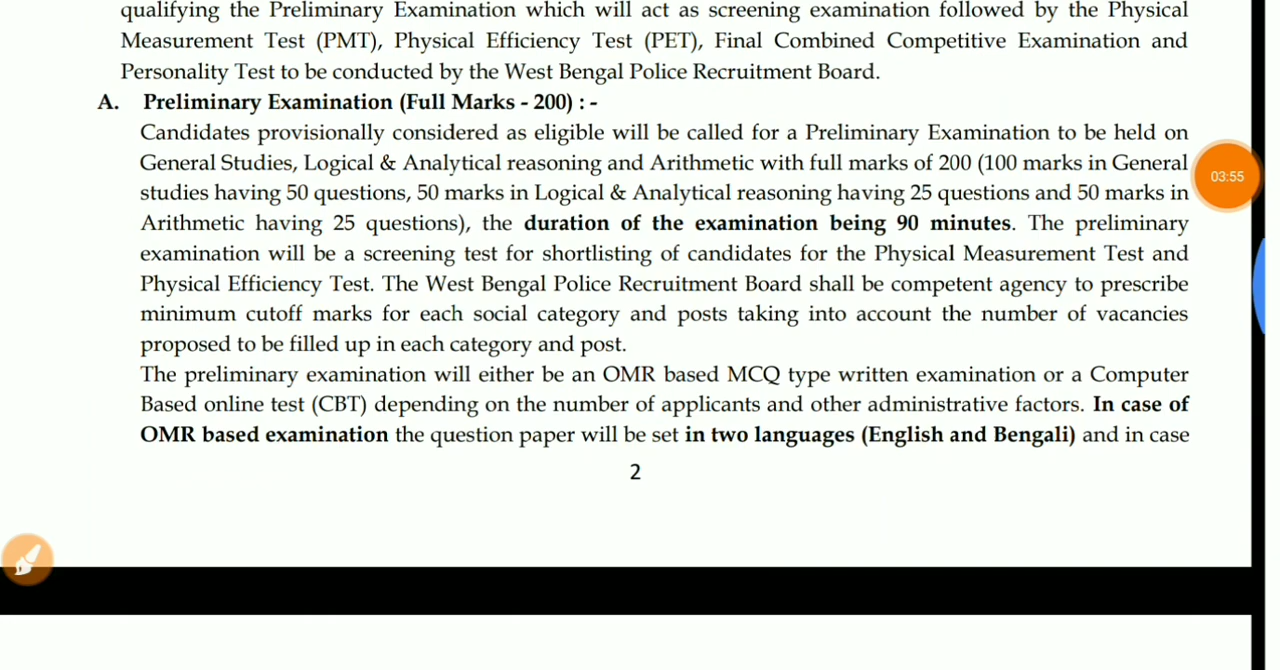 qualifying the Preliminary Examination which will act as screening examination followed by the Physical
Measurement Test (PMT), Physical Efficiency Test (PET), Final Combined Competitive Examination and
Personality Test to be conducted by the West Bengal Police Recruitment Board.
A. Preliminary Examination (Full Marks - 200) : -
Candidates provisionally considered as eligible will be called for a Preliminary Examination to be held on
General Studies, Logical & Analytical reasoning and Arithmetic with full marks of 200 (100 marks in General
studies having 50 questions, 50 marks in Logical & Analytical reasoning having 25 questions and 50 marks in
Arithmetic having 25 questions), the duration of the examination being 90 minutes. The preliminary
examination will be a screening test for shortlisting of candidates for the Physical Measurement Test and
Physical Efficiency Test. The West Bengal Police Recruitment Board shall be competent agency to prescribe
minimum cutoff marks for each social category and posts taking into account the number of vacancies
proposed to be filled up in each category and post.
The preliminary examination will either be an OMR based MCQ type written examination or a Computer
Based online test (CBT) depending on the number of applicants and other administrative factors. In case of
OMR based examination the question paper will be set in two languages (English and Bengali) and in case
2
03:55